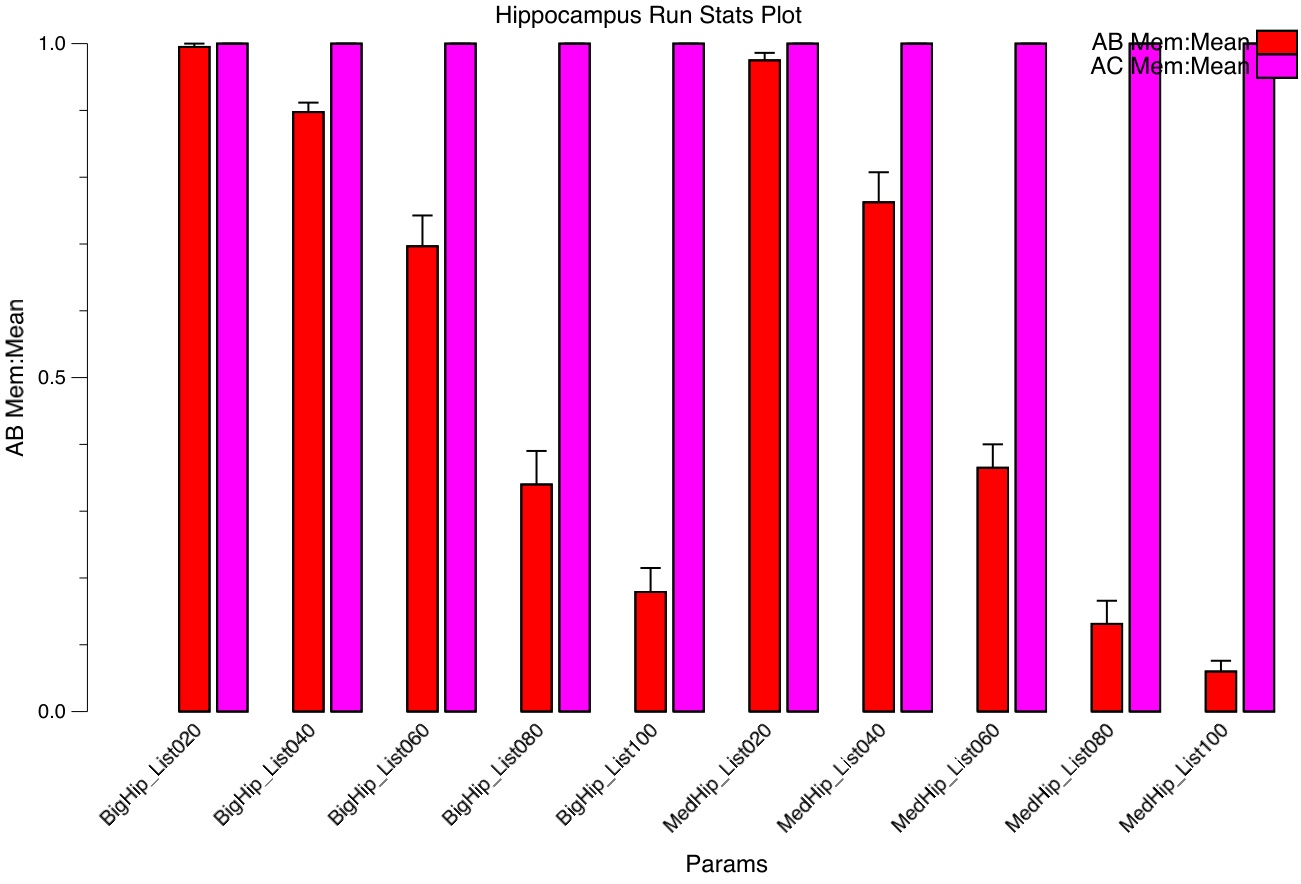 Hippocampus Run Stats Plot
AB Mem:Mean
AC Mem:Mean
1.0
0.5
0.0
AB Mem:Mean
BigHip_List020
BigHip_List040
BigHip_List060
BigHip_List080
BigHip_List100
MedHip_List020
MedHip_List040
MedHip_List060
MedHip_List080
MedHip_List100
Params